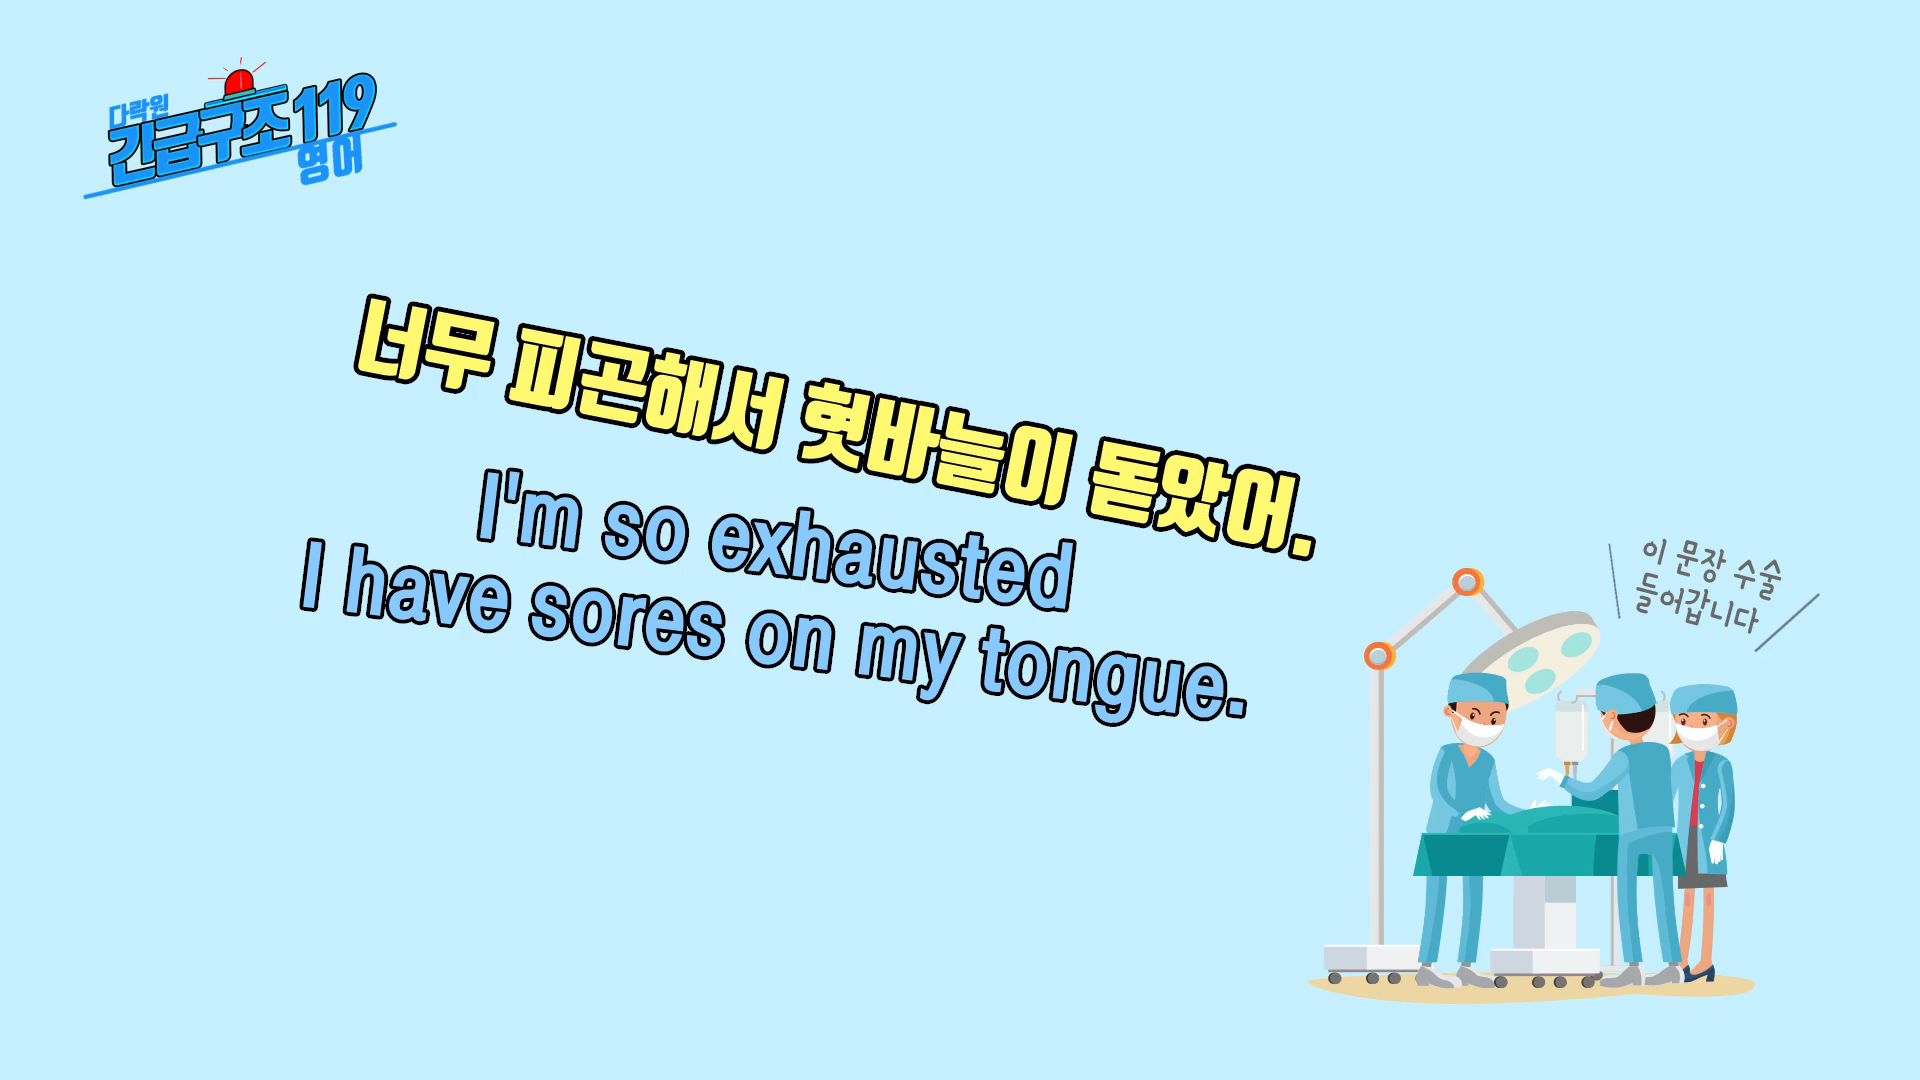 다락원
긴급구조119
영어
너무 피곤해서 혓바늘이 돋았어.
I'm so exhausted
I have sores on my tongue.
이 문장 수술
들어갑니다